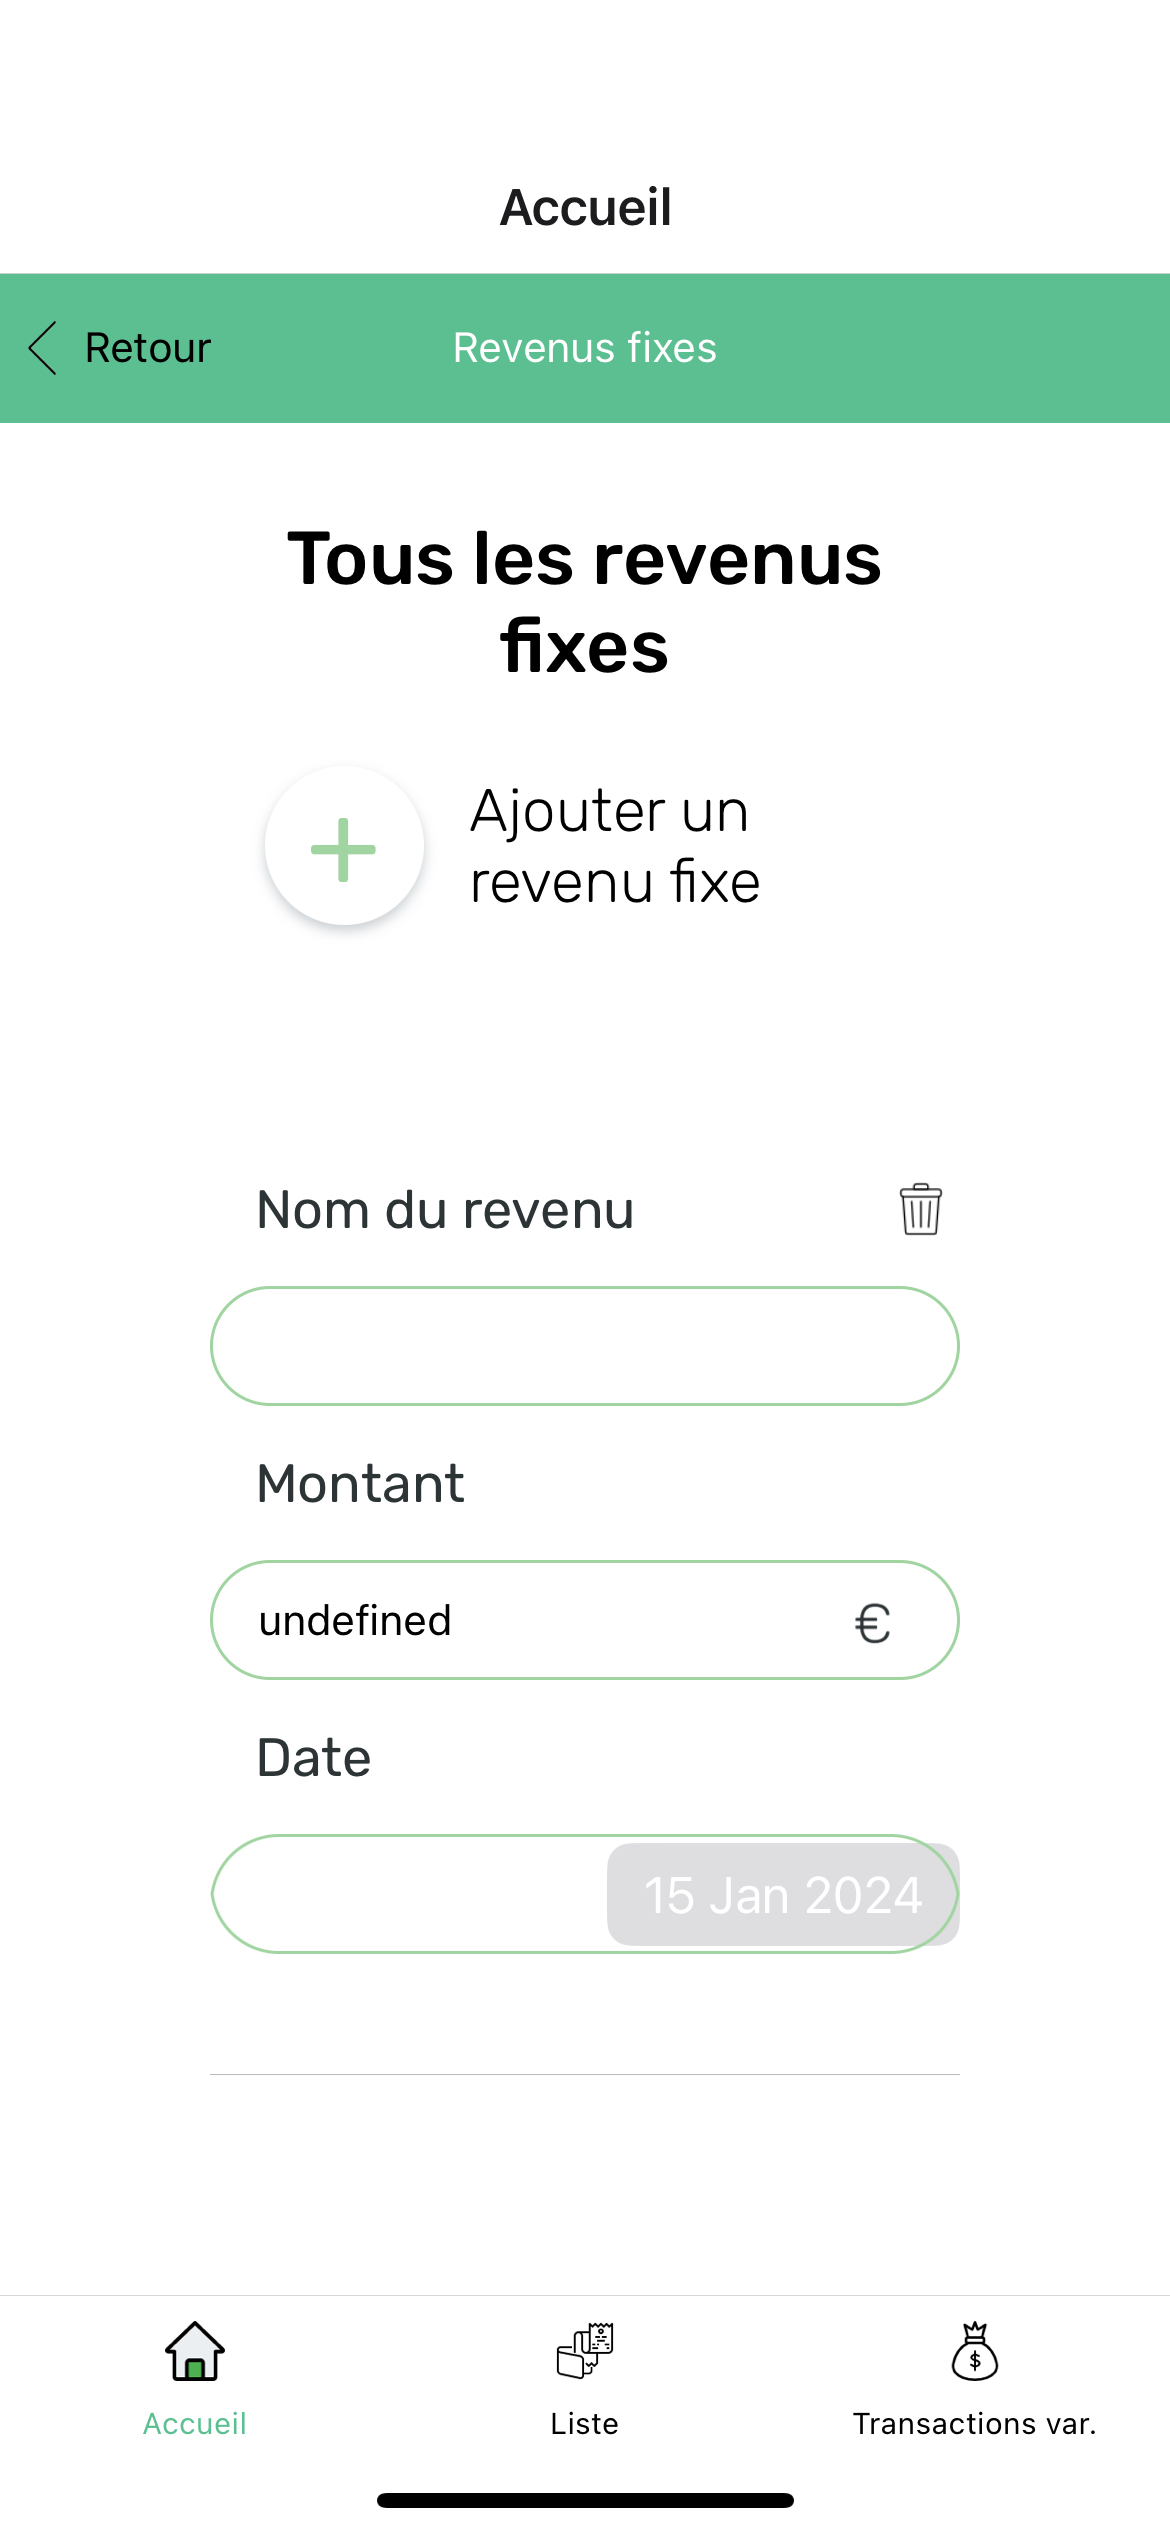 Accueil
Retour
Revenus fixes
Tous les revenus
fixes
Ajouter un
revenu fixe
Nom du revenu
Montant
undefined €
Date
15 Jan 2024
Accueil
Liste
Transactions var.